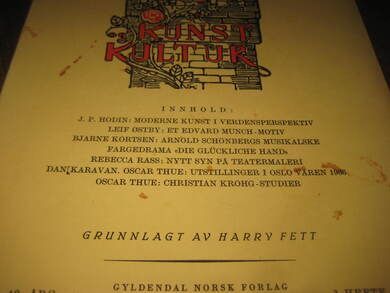 KUNST
OG
KULTUR
INNHOLD:
J. P. HODIN: MODERNE KUNST I VERDENSPERSPEKTIV
LEIF ØSTBY: ET EDVARD MUNCH-MOTIV
BJARNE KORTSEN: ARNOLD SCHÖNBERGS MUSIKALSKE
FARGEDRAMA «DIE GLÜCKLICHE HAND»
REBECCA RASS: NYTT SYN PÅ TEATERMALERI
DANI KARAVAN. OSCAR THUE: UTSTILLINGER I OSLO VÅREN 1966
OSCAR THUE: CHRISTIAN KROHG-STUDIER
GRUNNLAGT AV HARRY FETT
GYLDENDAL NORSK FORLAG